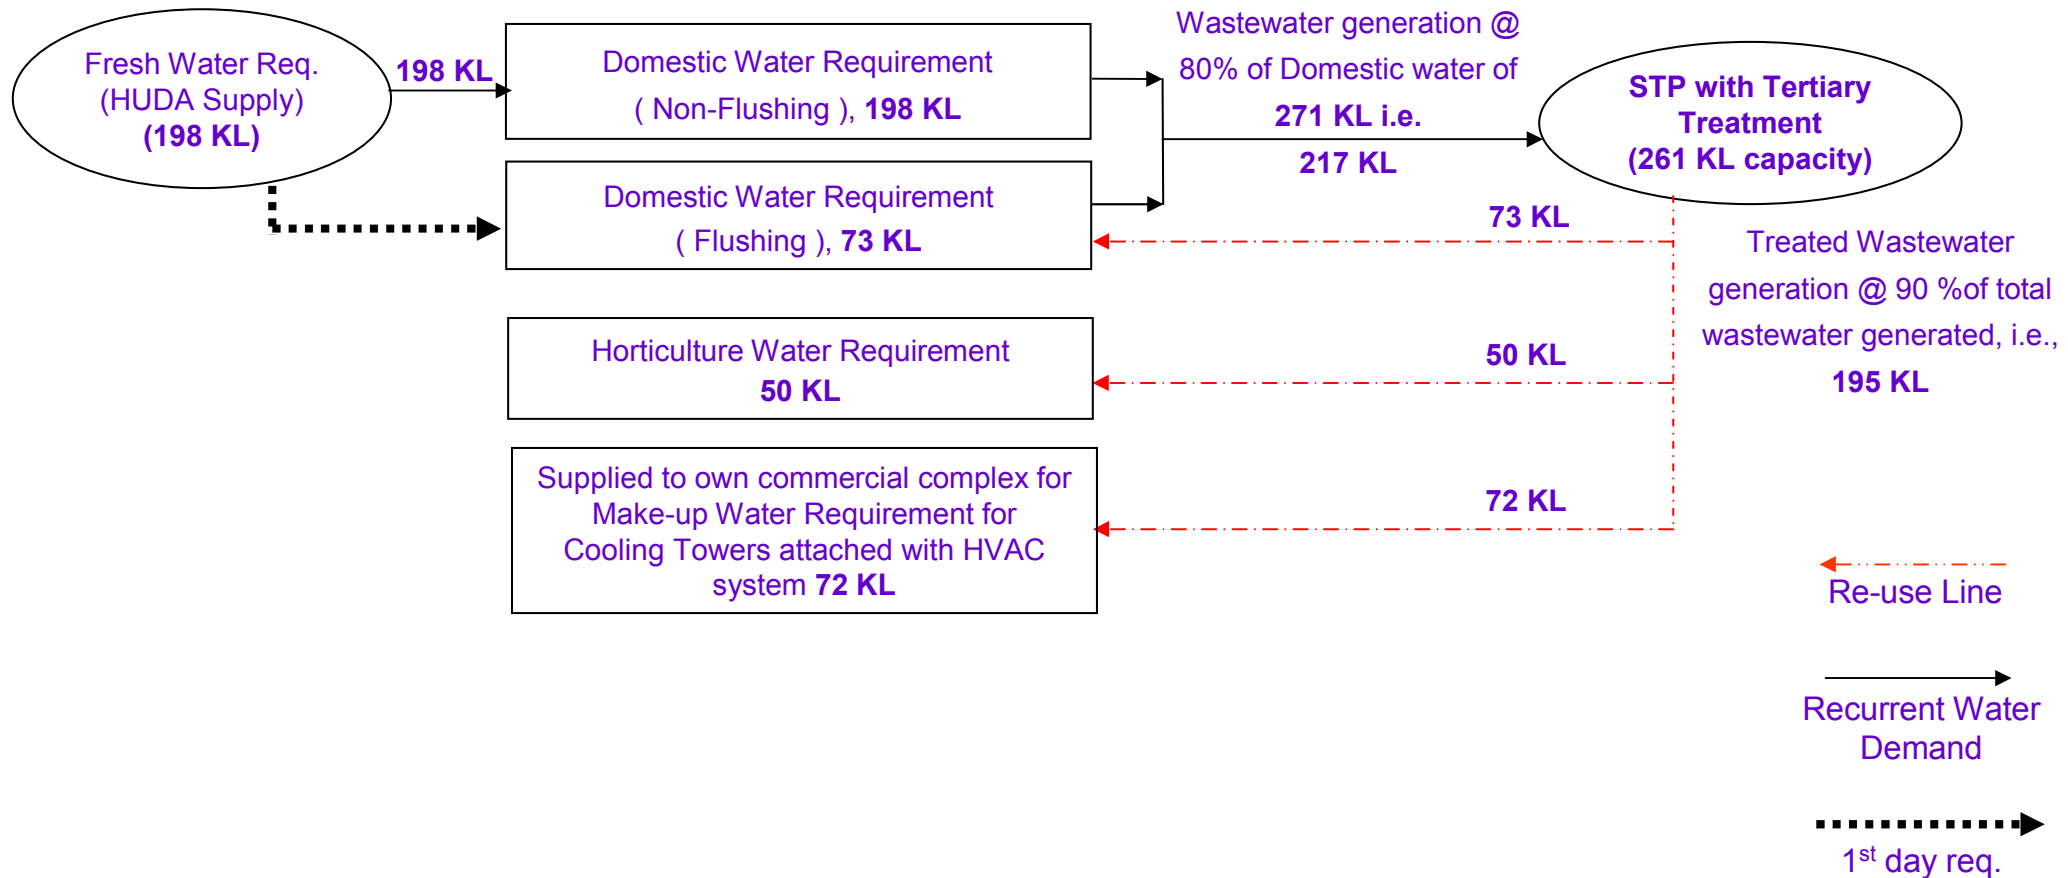 Fresh Water Req.
(HUDA Supply)
(198 KL)
198 KL
Domestic Water Requirement
( Non-Flushing ), 198 KL
Wastewater generation @
80% of Domestic water of
271 KL i.e.
217 KL
STP with Tertiary
Treatment
(261 KL capacity)
Domestic Water Requirement
( Flushing ), 73 KL
73 KL
Treated Wastewater
generation @ 90 %of total
wastewater generated, i.e.,
195 KL
Horticulture Water Requirement
50 KL
50 KL
Supplied to own commercial complex for
Make-up Water Requirement for
Cooling Towers attached with HVAC
system 72 KL
72 KL
Re-use Line
Recurrent Water
Demand
1st day req.